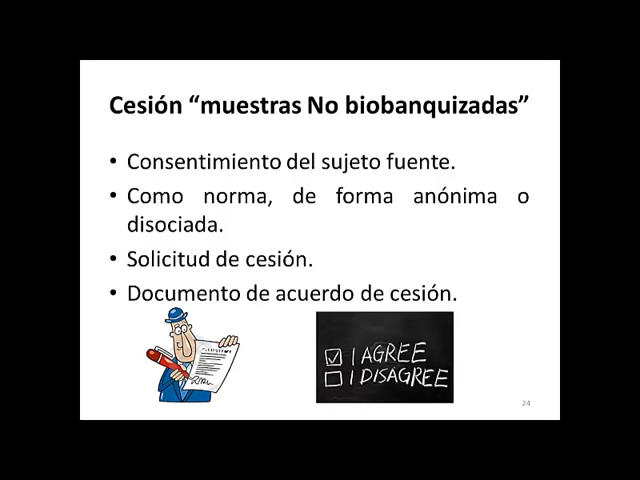 Cesión “muestras No biobanquizadas”
• Consentimiento del sujeto fuente.
• Como norma, de forma anónima o
disociada.
• Solicitud de cesión.
• Documento de acuerdo de cesión.
I AGREE
I DISAGREE
24